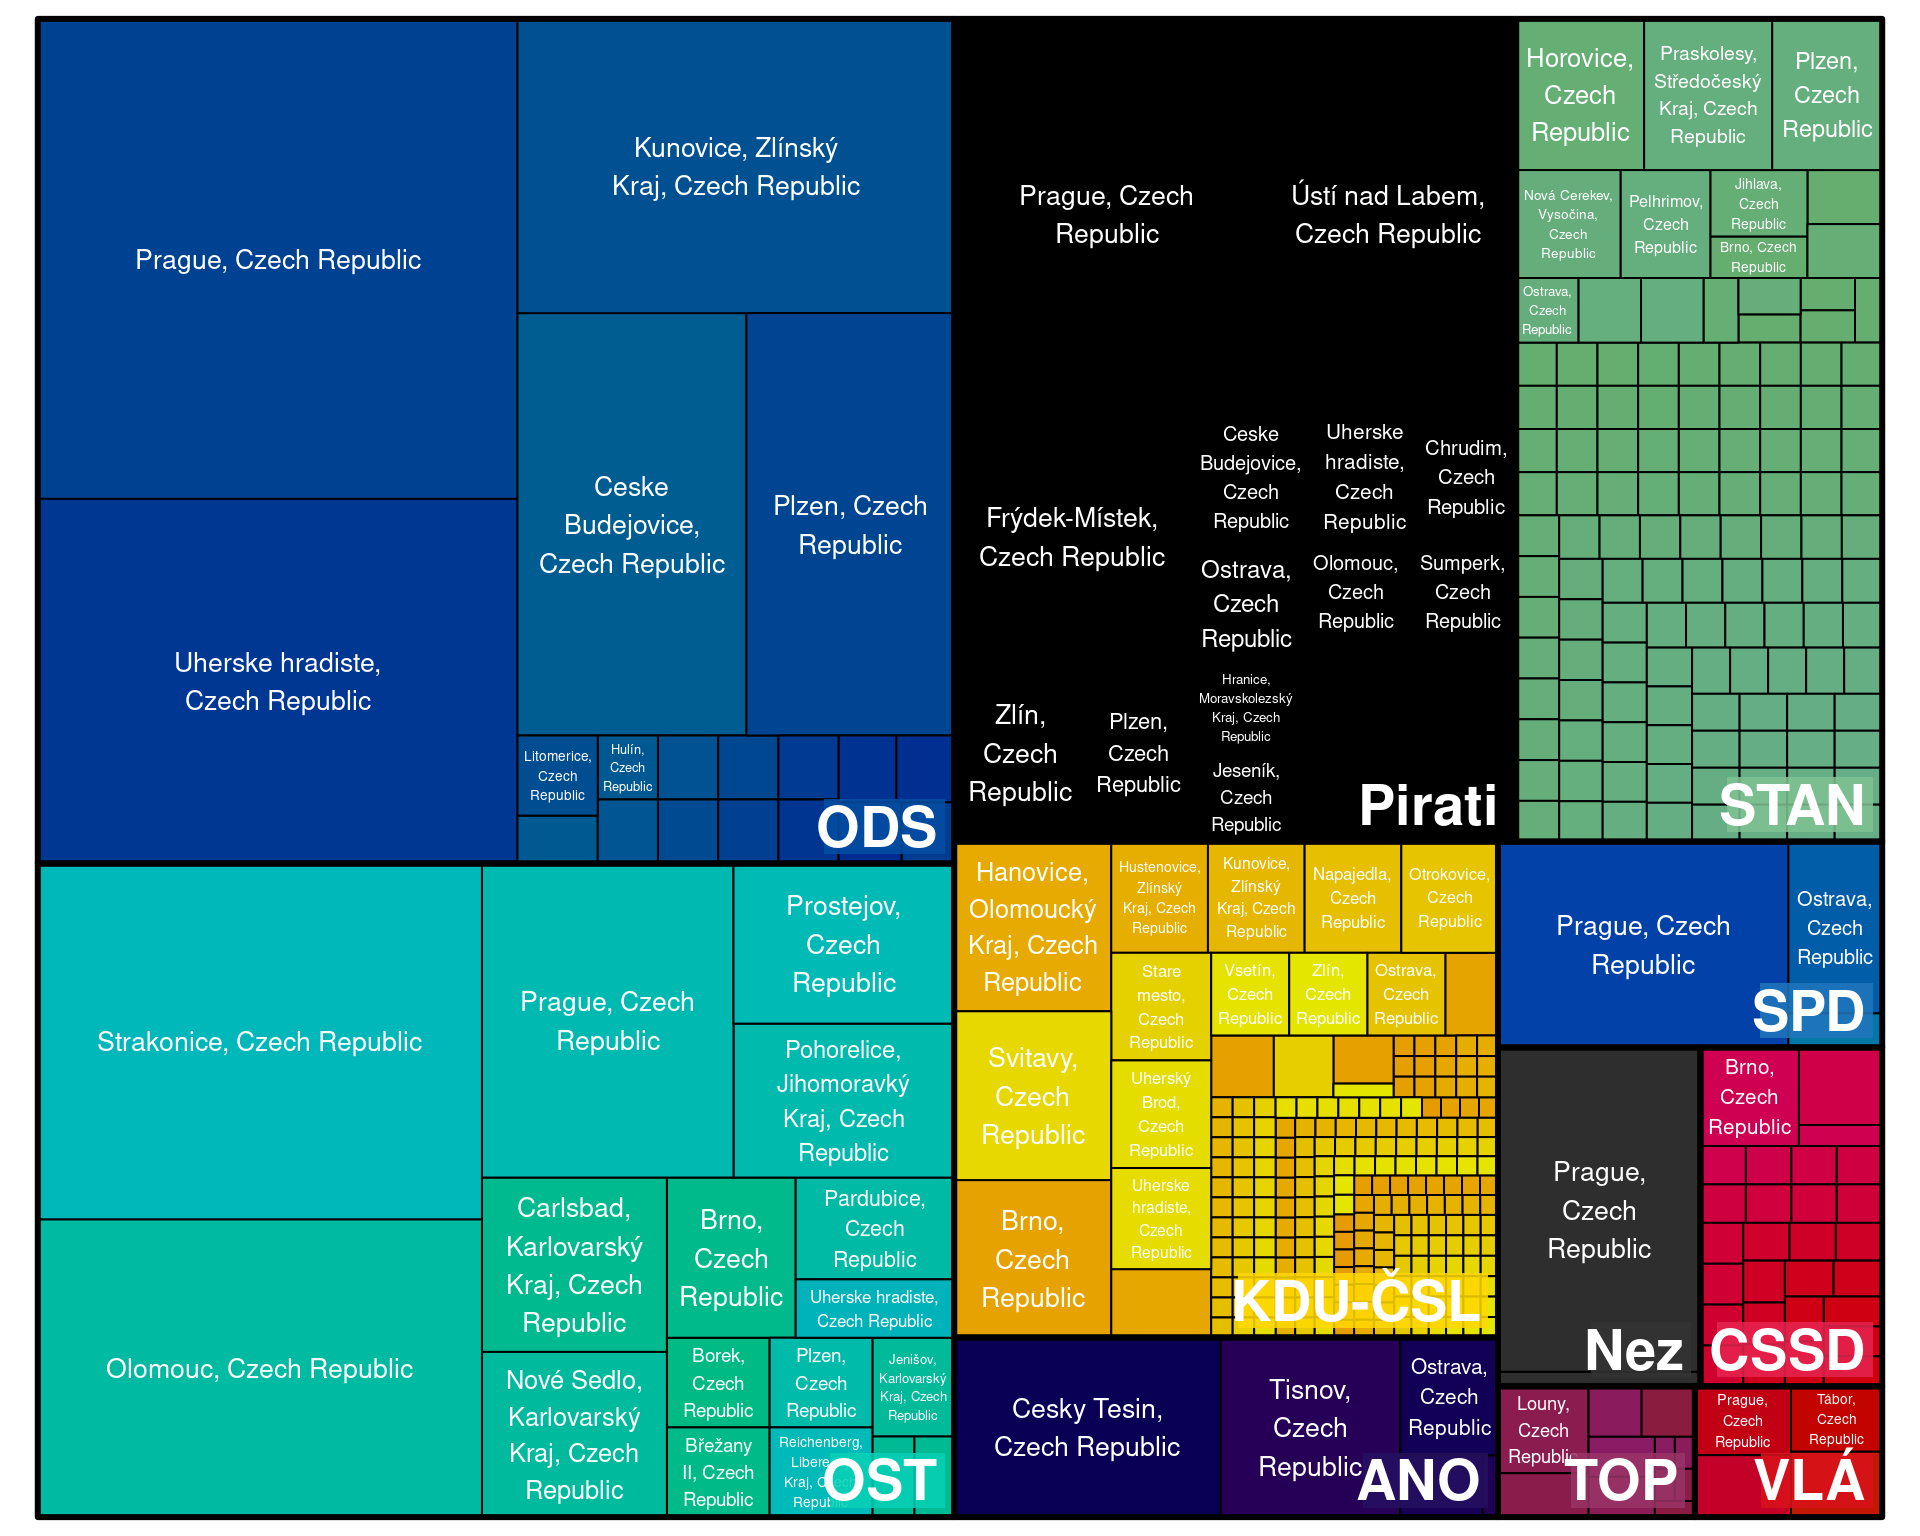 Prague, Czech Republic
Uherske hradiste,
Czech Republic
Kunovice, Zlínský
Kraj, Czech Republic
Ceske
Budejovice,
Czech Republic
Plzen, Czech
Republic
Litomerice,
Czech
Republic
Hulín,
Czech
Republic
ODS
Prague, Czech
Republic
Ústí nad Labem,
Czech Republic
Frýdek-Místek,
Czech Republic
Ceske
Budejovice,
Czech
Republic
Uherske
hradiste,
Czech
Republic
Chrudim,
Czech
Republic
Ostrava,
Czech
Republic
Olomouc,
Czech
Republic
Sumperk,
Czech
Republic
Zlín,
Czech
Republic
Plzen,
Czech
Republic
Hranice,
Moravskolezský
Kraj, Czech
Republic
Jeseník,
Czech
Republic
Pirati
Horovice,
Czech
Republic
Praskolesy,
Středočeský
Kraj, Czech
Republic
Plzen,
Czech
Republic
Nová Cerekev,
Vysočina,
Czech
Republic
Pelhrimov,
Czech
Republic
Jihlava,
Czech
Republic
Brno, Czech
Republic
Ostrava,
Czech
Republic
STAN
Strakonice, Czech Republic
Olomouc, Czech Republic
Prague, Czech
Republic
Prostejov,
Czech
Republic
Pohorelice,
Jihomoravký
Kraj, Czech
Republic
Carlsbad,
Karlovarský
Kraj, Czech
Republic
Nové Sedlo,
Karlovarský
Kraj, Czech
Republic
Brno,
Czech
Republic
Pardubice,
Czech
Republic
Uherske hradiste,
Czech Republic
Borek,
Czech
Republic
Plzen,
Czech
Republic
Jenišov,
Karlovarský
Kraj, Czech
Republic
Břežany
II, Czech
Republic
Reichenberg,
Kraj,
OST
Hanovice,
Olomoucký
Kraj, Czech
Republic
Svitavy,
Czech
Republic
Brno,
Czech
Republic
Hustenovice,
Zlínský
Kraj, Czech
Republic
Kunovice,
Zlínský
Kraj, Czech
Republic
Napajedla,
Czech
Republic
Otrokovice,
Czech
Republic
Stare
mesto,
Czech
Republic
Vsetín,
Czech
Republic
Zlín,
Czech
Republic
Ostrava,
Czech
Republic
Uherský
Brod,
Czech
Republic
Uherske
hradiste,
Czech
Republic
KDU-ČSL
Cesky Tesin,
Czech Republic
Tisnov,
Czech
Republic
Ostrava,
Czech
Republic
ANO
Prague, Czech
Republic
Ostrava,
Czech
Republic
SPD
Prague,
Czech
Republic
Nez
Brno,
Czech
Republic
CSSD
Louny,
Czech
Republic
TOP
Prague,
Czech
Republic
Tábor,
Czech
Republic
VLÁ